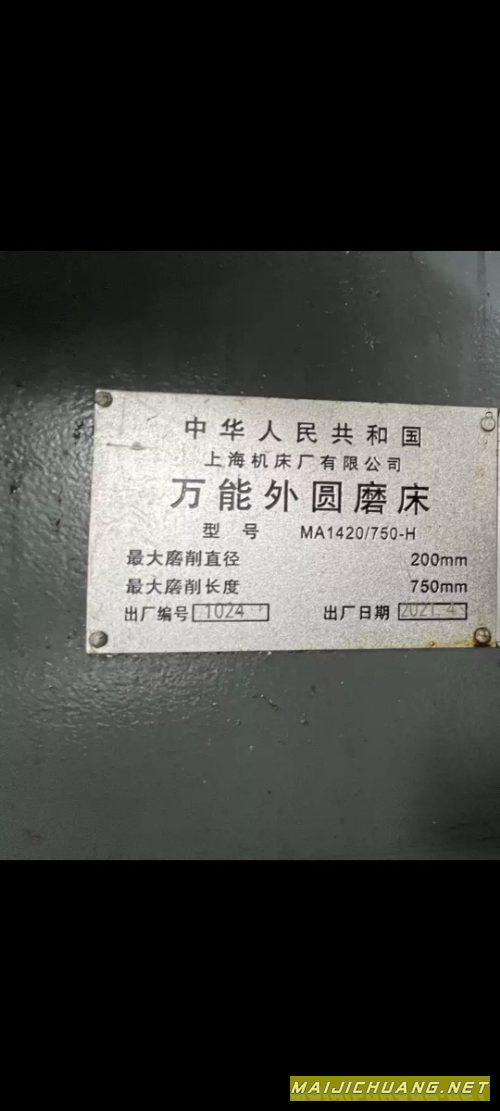 中华人民共和国
上海机床厂有限公司
万能外圆磨床
型号 MA1420/750-H
最大磨削直径 200mm
最大磨削长度 750mm
出厂编号 1024 出厂日期 2021.4
MAIJICHUANG.NET